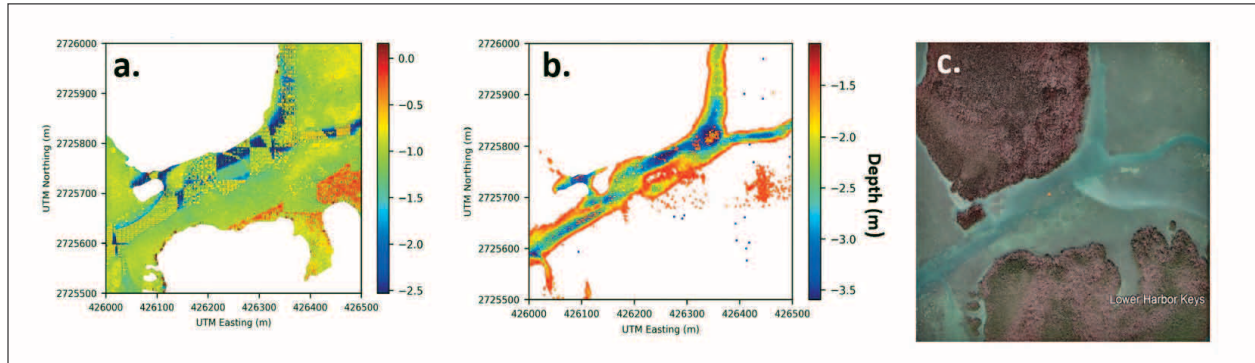 a.
2726000
2725900
2725800
2725700
2725600
2725500
426000 426100 426200 426300 426400 426500
UTM Easting (m)
UTM Northing (m)
0.0
−0.5
−1.0
−1.5
−2.0
−2.5
b.
2726000
2725900
2725800
2725700
2725600
2725500
426000 426100 426200 426300 426400 426500
UTM Easting (m)
UTM Northing (m)
−1.5
−2.0
−2.5
−3.0
−3.5
Depth (m)
c.
Lower Harbor Keys